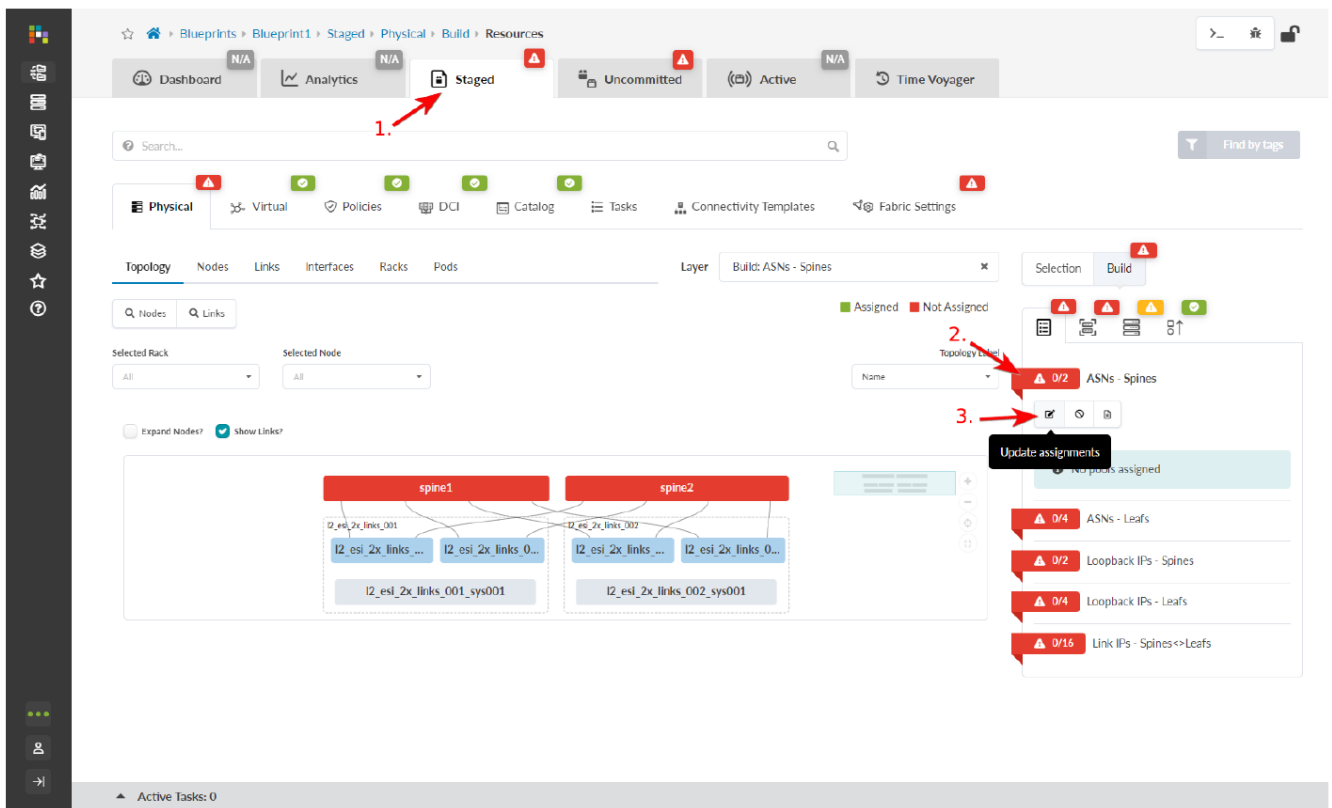 Blueprints Blueprint1 Staged Physical Build Resources
>_
N/A N/A N/A
Dashboard Analytics Staged Uncommitted Active Time Voyager
1.
Search... Find by tags
Physical Virtual Policies DCI Catalog Tasks Connectivity Templates Fabric Settings
Topology Nodes Links Interfaces Racks Pods Layer Build: ASNs - Spines Selection Build
Nodes Links Assigned Not Assigned
2.
Selected Rack Selected Node Topology Label
All All Name
0/2 ASNs - Spines
3.
Expand Nodes? Show Links?
Update assignments
No pools assigned
spine1 spine2
l2_esi_2x_links_001 l2_esi_2x_links_002
l2_esi_2x_links_... l2_esi_2x_links_0... l2_esi_2x_links_... l2_esi_2x_links_0...
l2_esi_2x_links_001_sys001 l2_esi_2x_links_002_sys001
0/4 ASNs - Leafs
0/2 Loopback IPs - Spines
0/4 Loopback IPs - Leafs
0/16 Link IPs - Spines<>Leafs
Active Tasks: 0